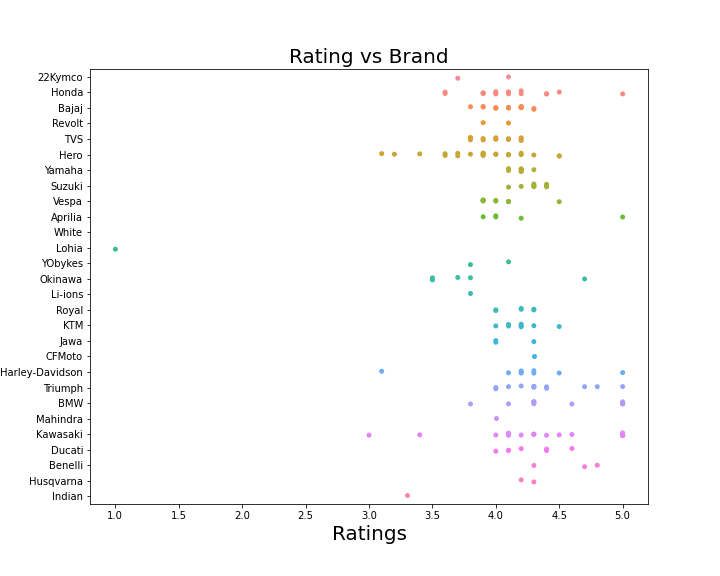 Rating vs Brand
22Kymco
Honda
Bajaj
Revolt
TVS
Hero
Yamaha
Suzuki
Vespa
Aprilia
White
Lohia
YObykes
Okinawa
Li-ions
Royal
KTM
Jawa
CFMoto
Harley-Davidson
Triumph
BMW
Mahindra
Kawasaki
Ducati
Benelli
Husqvarna
Indian
1.0 1.5 2.0 2.5 3.0 3.5 4.0 4.5 5.0
Ratings